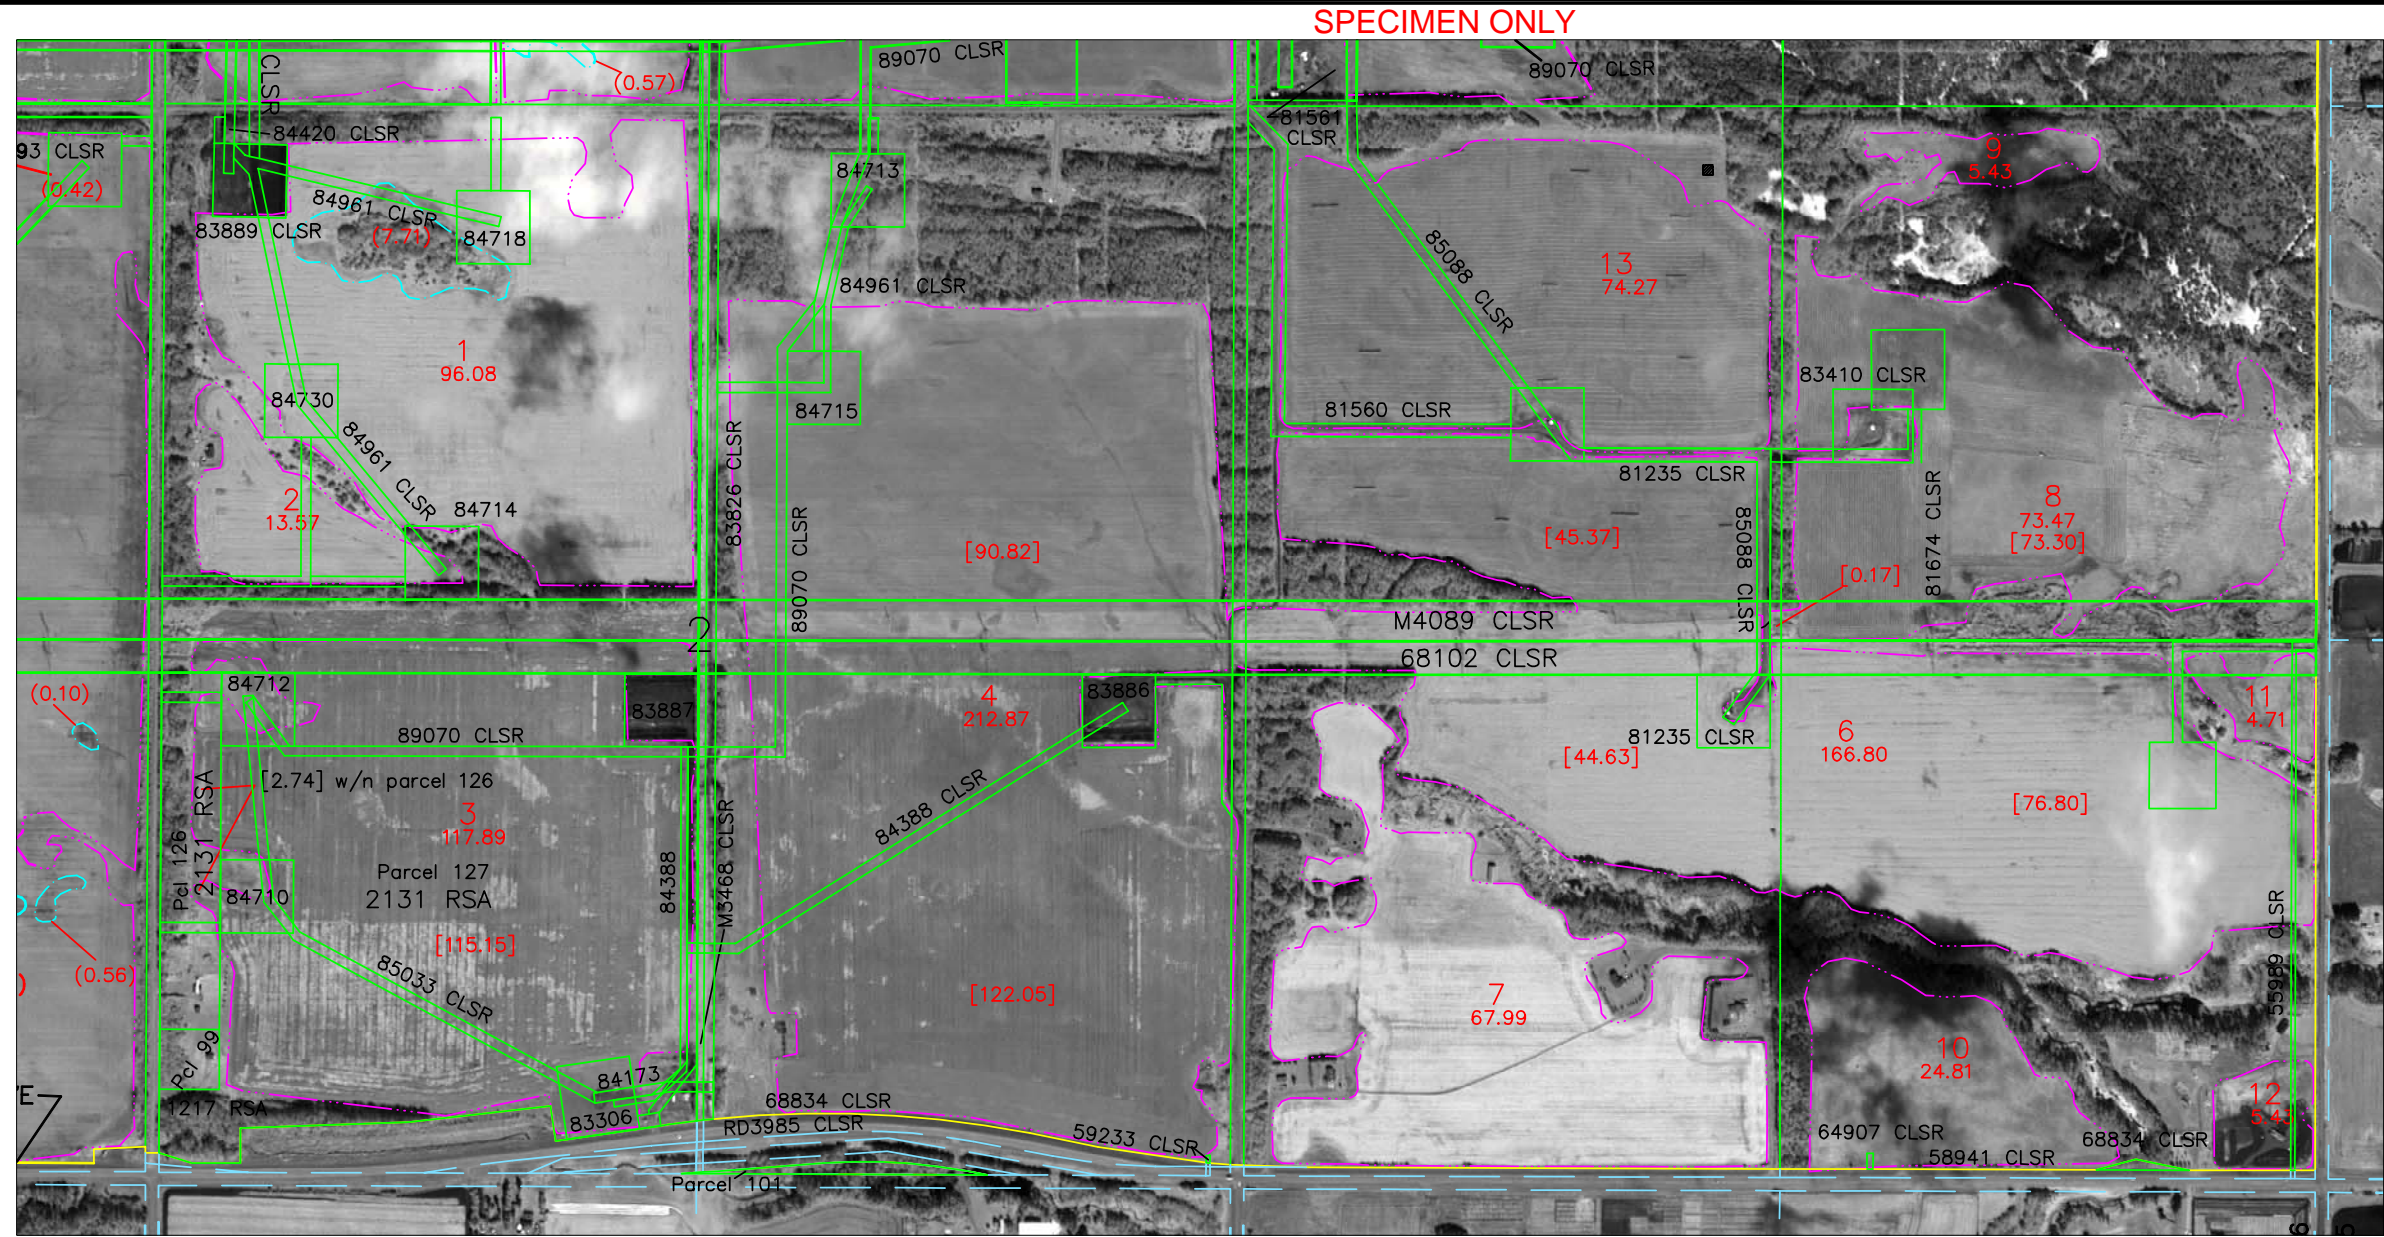 SPECIMEN ONLY
CLSR
(0.57)
89070 CLSR
89070 CLSR
84420 CLSR
81561
CLSR
93 CLSR
(0.42)
84961 CLSR
(7.71)
83889 CLSR
84718
84713
84961 CLSR
85088 CLSR
13
74.27
9
5.43
1
96.08
84730
84961 CLSR
84715
81560 CLSR
81235 CLSR
83410 CLSR
2
13.57
84714
83826 CLSR
89070 CLSR
[90.82]
[45.37]
85088 CLSR
[0.17]
81674 CLSR
8
73.47
[73.30]
M4089 CLSR
68102 CLSR
(0.10)
84712
83887
89070 CLSR
4
212.87
83886
81235 CLSR
[44.63]
6
166.80
11
4.71
[76.80]
[2.74] w/n parcel 126
3
117.89
Parcel 127
2131 RSA
[115.15]
Pcl 126
2131 RSA
84710
84388
M3468 CLSR
84388 CLSR
85033 CLSR
(0.56)
[122.05]
7
67.99
10
24.81
55989 CLSR
12
5.43
Pcl 99
1217 RSA
84173
83306
68834 CLSR
RD3985 CLSR
59233 CLSR
64907 CLSR
68834 CLSR
58941 CLSR
Parcel 101